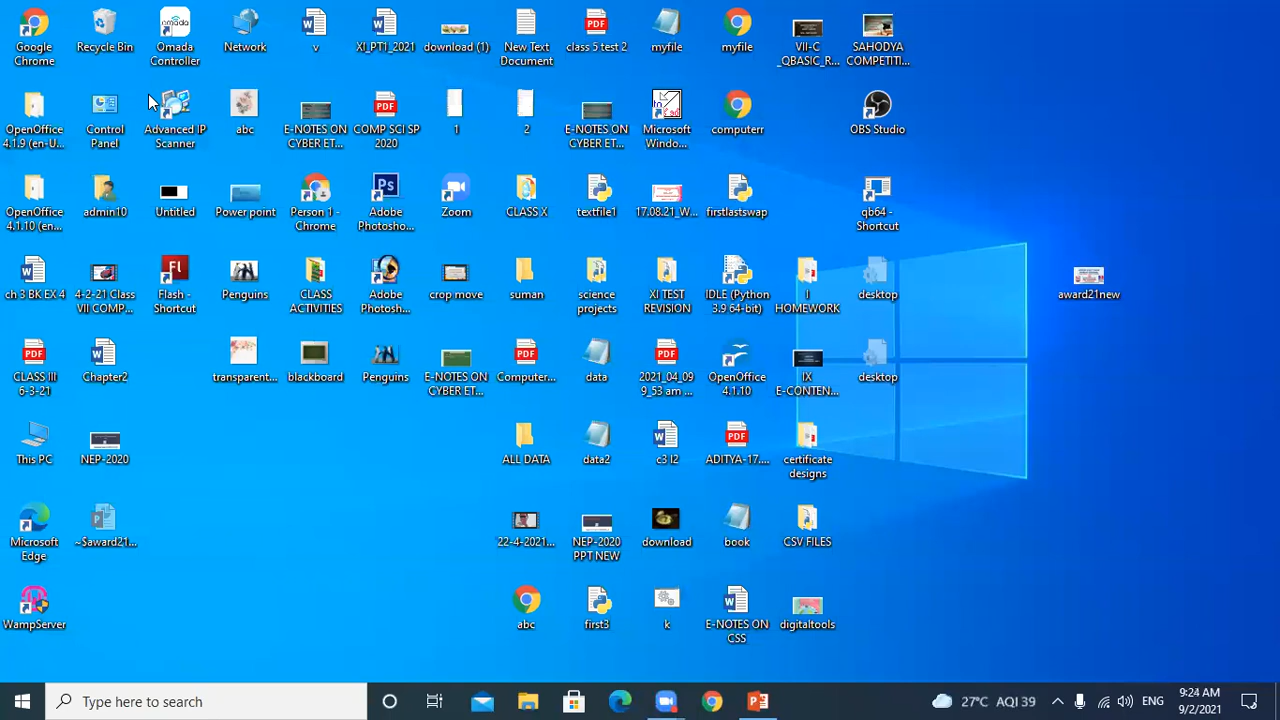 Google
Chrome
Recycle Bin
Omada
Controller
Network
v
XI_PT1_2021
download (1)
New Text
Document
class 5 test 2
myfile
myfile
VII-C
_QBASIC_R...
SAHODYA
COMPETITI...
OpenOffice
4.1.9 (en-U...
Control
Panel
Advanced IP
Scanner
abc
E-NOTES ON
CYBER ET...
COMP SCI SP
2020
1
2
E-NOTES ON
CYBER ET...
Microsoft
Windo...
computerr
OBS Studio
OpenOffice
4.1.10 (en...
admin10
Untitled
Power point
Person 1 -
Chrome
Adobe
Photosho...
Zoom
CLASS X
textfile1
17.08.21_W...
firstlastswap
qb64 -
Shortcut
ch 3 BK EX 4
4-2-21 Class
VII COMP...
Flash -
Shortcut
Penguins
CLASS
ACTIVITIES
Adobe
Photosh...
crop move
suman
science
projects
XI TEST
REVISION
IDLE (Python
3.9 64-bit)
I
HOMEWORK
desktop
award21new
CLASS III
6-3-21
Chapter2
transparent...
blackboard
Penguins
E-NOTES ON
CYBER ET...
Computer...
data
2021_04_09
9_53 am ...
OpenOffice
4.1.10
IX
E-CONTEN...
desktop
This PC
NEP-2020
ALL DATA
data2
c3 l2
ADITYA-17....
certificate
designs
Microsoft
Edge
~$award21...
22-4-2021...
NEP-2020
PPT NEW
download
book
CSV FILES
WampServer
abc
first3
k
E-NOTES ON
CSS
digitaltools
Type here to search
27°C AQI 39
ENG
9:24 AM
9/2/2021